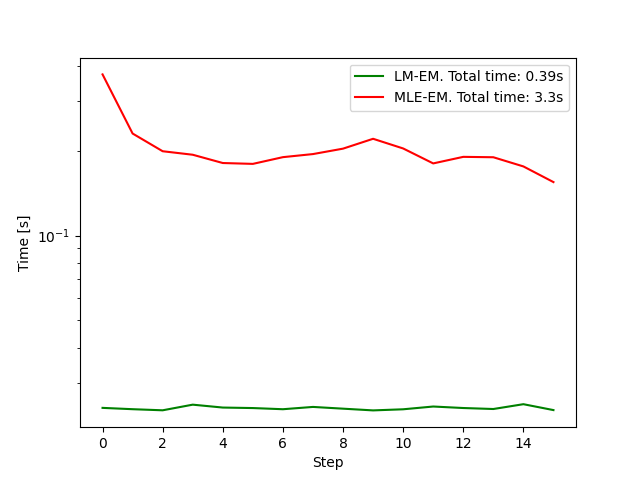 LM-EM. Total time: 0.39s
MLE-EM. Total time: 3.3s
Time [s]
10⁻¹
0 2 4 6 8 10 12 14
Step